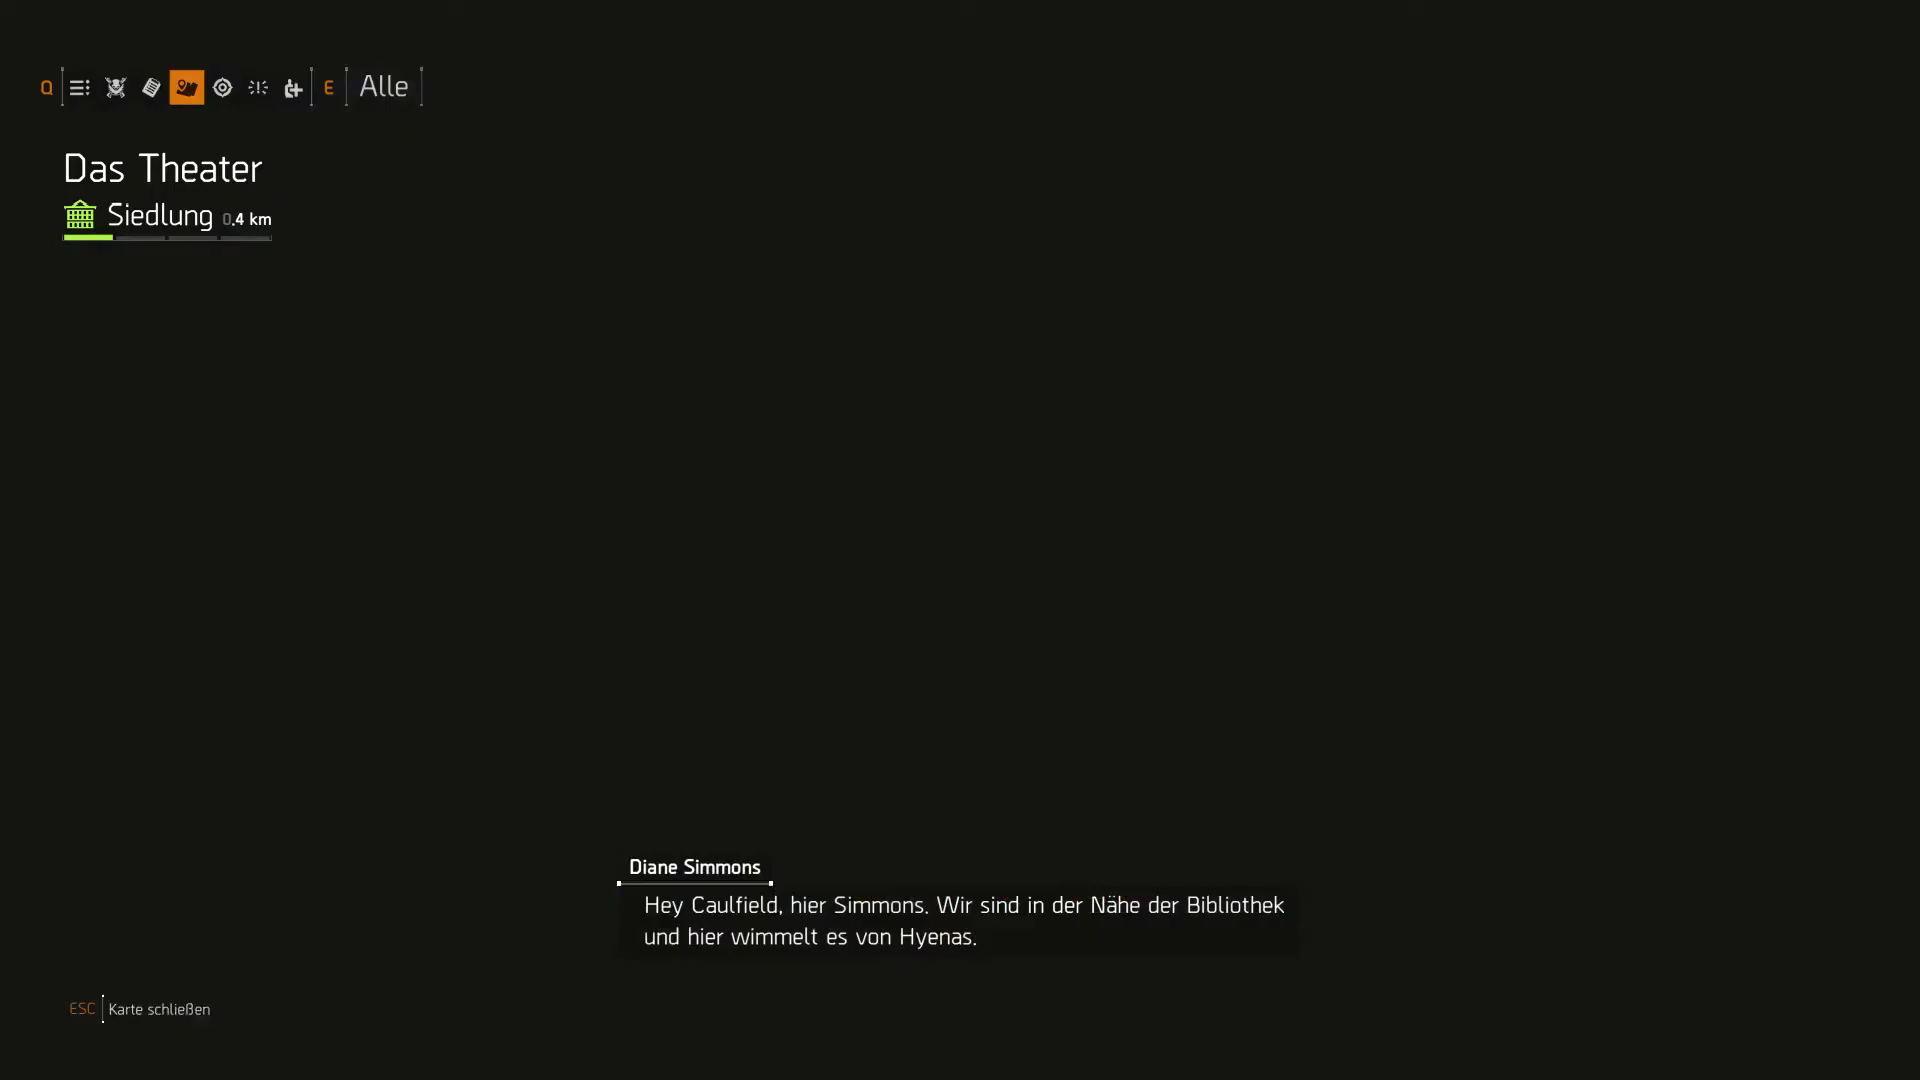 Q E Alle
Das Theater
Siedlung 0.4 km
Diane Simmons
Hey Caulfield, hier Simmons. Wir sind in der Nähe der Bibliothek
und hier wimmelt es von Hyenas.
ESC Karte schließen